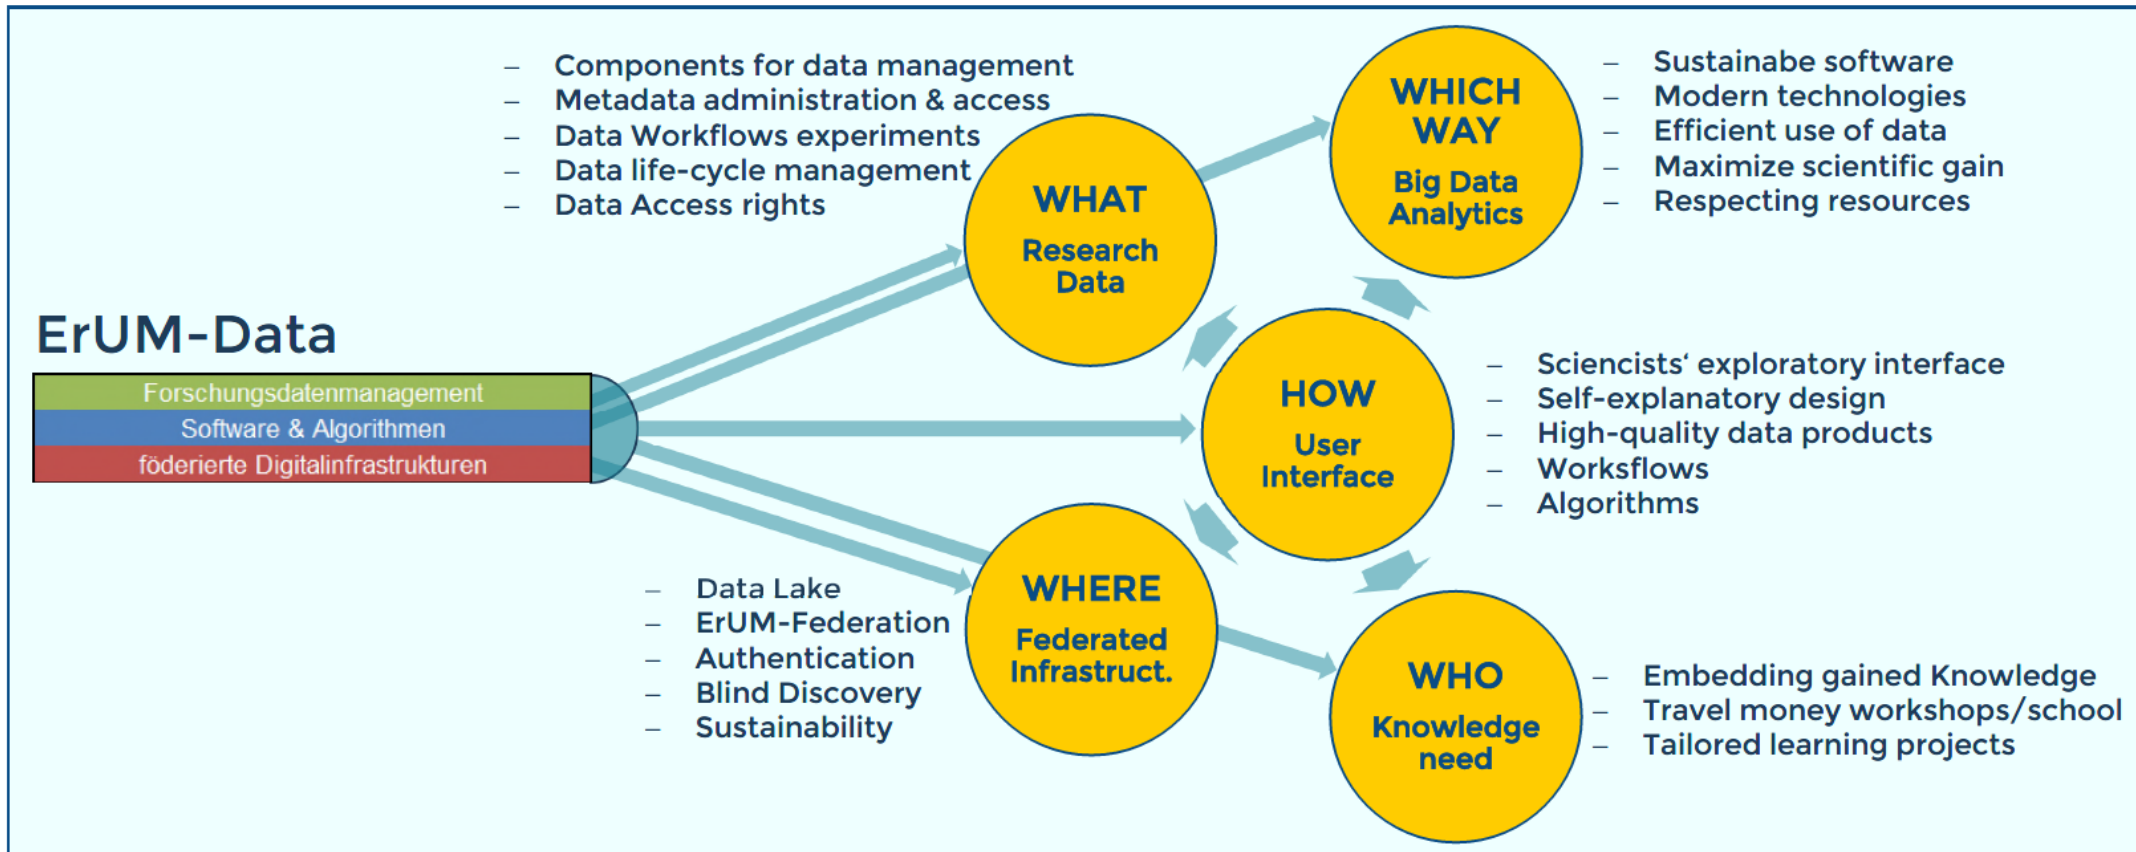 ErUM-Data
Forschungsdatenmanagement
Software & Algorithmen
föderierte Digitalinfrastrukturen
– Components for data management
– Metadata administration & access
– Data Workflows experiments
– Data life-cycle management
– Data Access rights
WHAT
Research
Data
WHICH
WAY
Big Data
Analytics
– Sustainabe software
– Modern technologies
– Efficient use of data
– Maximize scientific gain
– Respecting resources
HOW
User
Interface
– Sciencists‘ exploratory interface
– Self-explanatory design
– High-quality data products
– Worksflows
– Algorithms
– Data Lake
– ErUM-Federation
– Authentication
– Blind Discovery
– Sustainability
WHERE
Federated
Infrastruct.
WHO
Knowledge
need
– Embedding gained Knowledge
– Travel money workshops/school
– Tailored learning projects